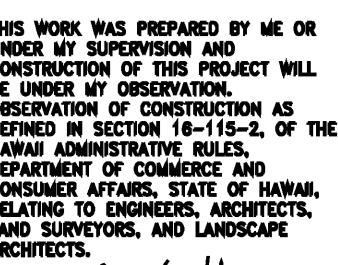 HIS WORK WAS PREPARED BY ME OR
NDER MY SUPERVISION AND
ONSTRUCTION OF THIS PROJECT WILL
E UNDER MY OBSERVATION.
BSERVATION OF CONSTRUCTION AS
EFINED IN SECTION 16-115-2, OF THE
AWAII ADMINISTRATIVE RULES,
EPARTMENT OF COMMERCE AND
ONSUMER AFFAIRS, STATE OF HAWAII,
ELATING TO ENGINEERS, ARCHITECTS,
AND SURVEYORS, AND LANDSCAPE
RCHITECTS.